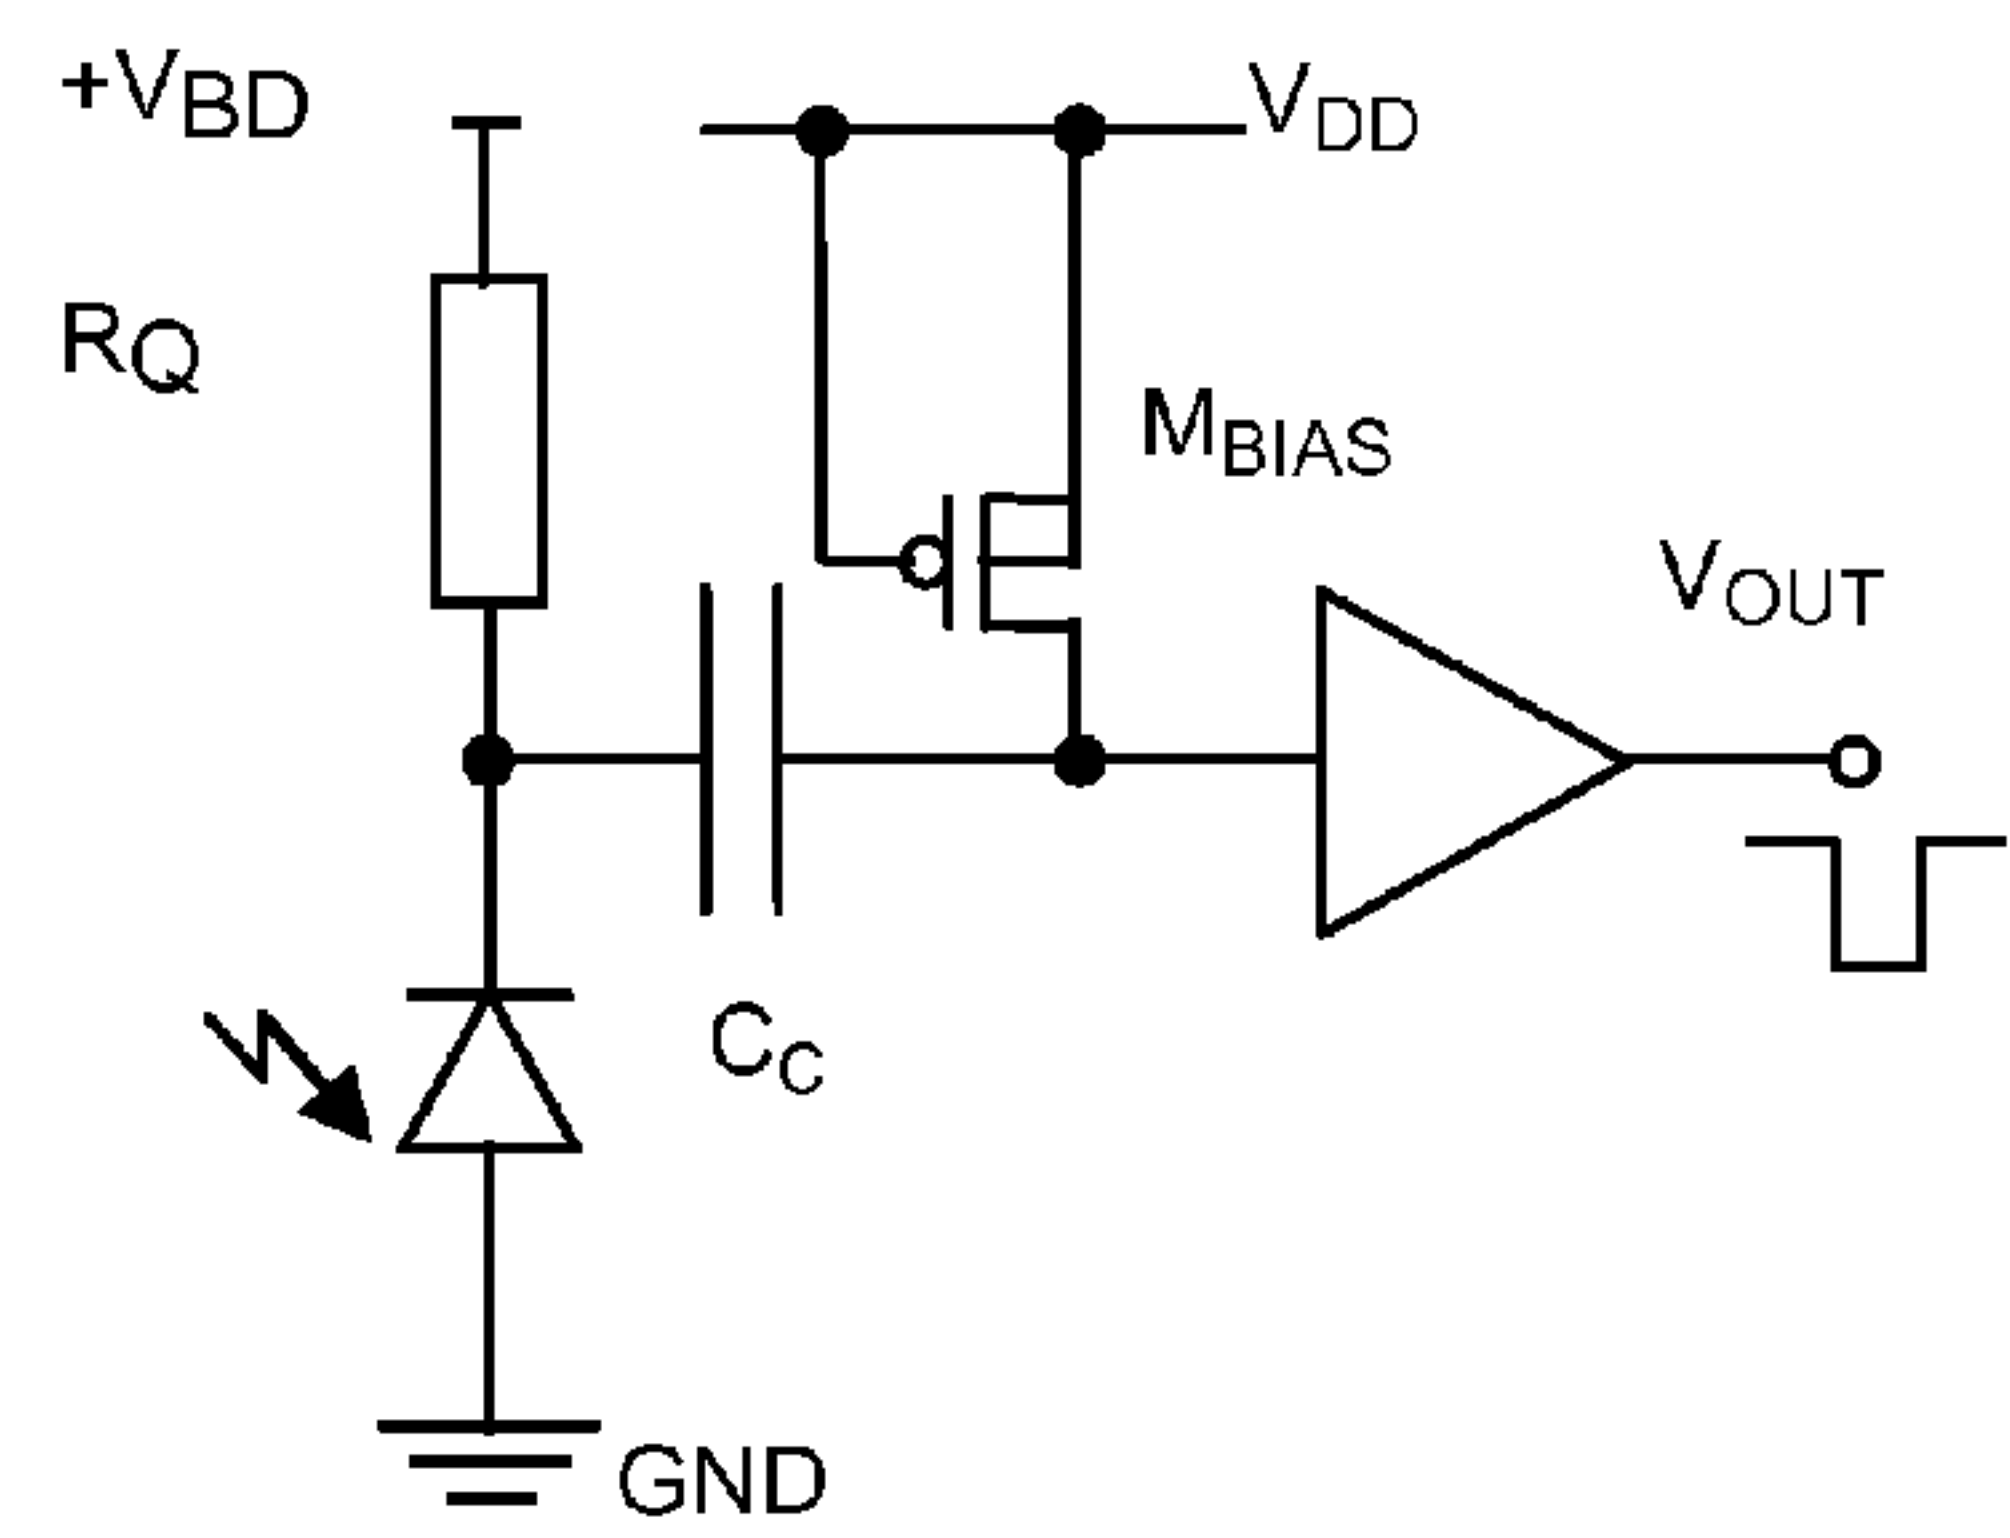 +VBD
VDD
RQ
MBIAS
VOUT
CC
GND